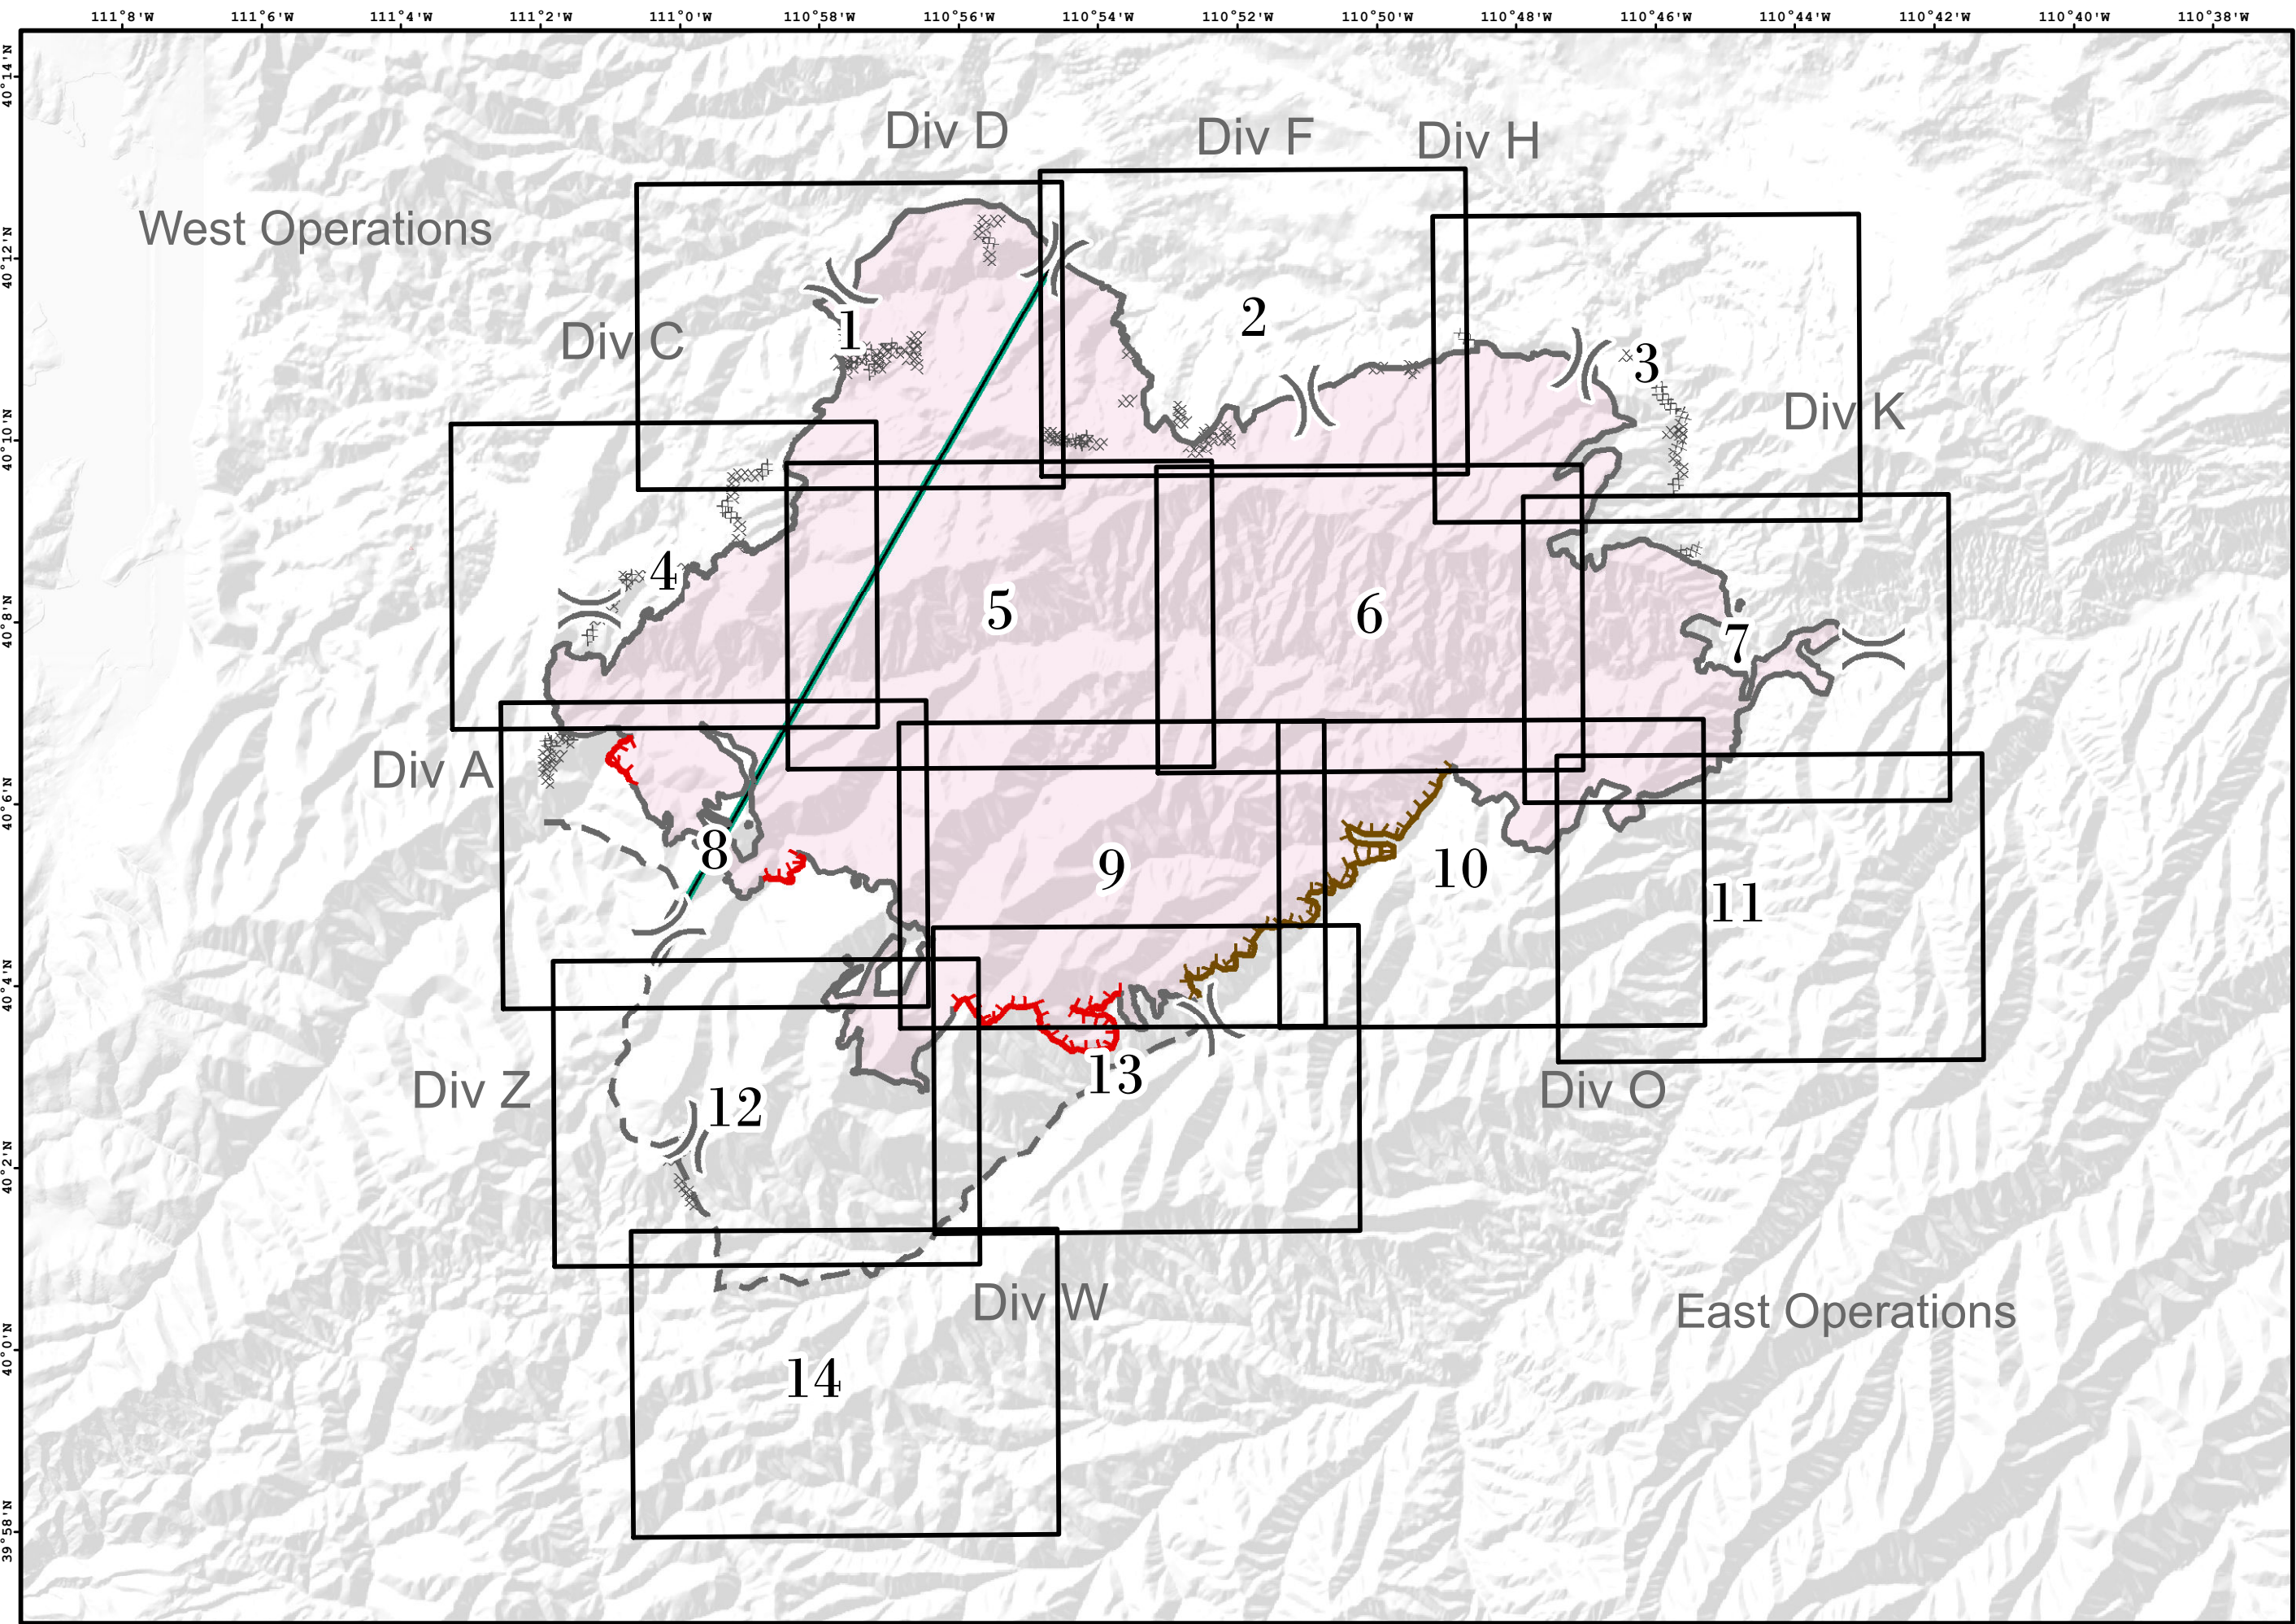 111°8'W 111°6'W 111°4'W 111°2'W 111°0'W 110°58'W 110°56'W 110°54'W 110°52'W 110°50'W 110°48'W 110°46'W 110°44'W 110°42'W 110°40'W 110°38'W
40°14'N
40°12'N
40°10'N
40°8'N
40°6'N
40°4'N
40°2'N
40°0'N
39°58'N
Div D
Div F
Div H
West Operations
Div C
1
2
3
Div K
4
5
6
7
Div A
8
9
10
11
Div Z
12
13
Div O
Div W
East Operations
14